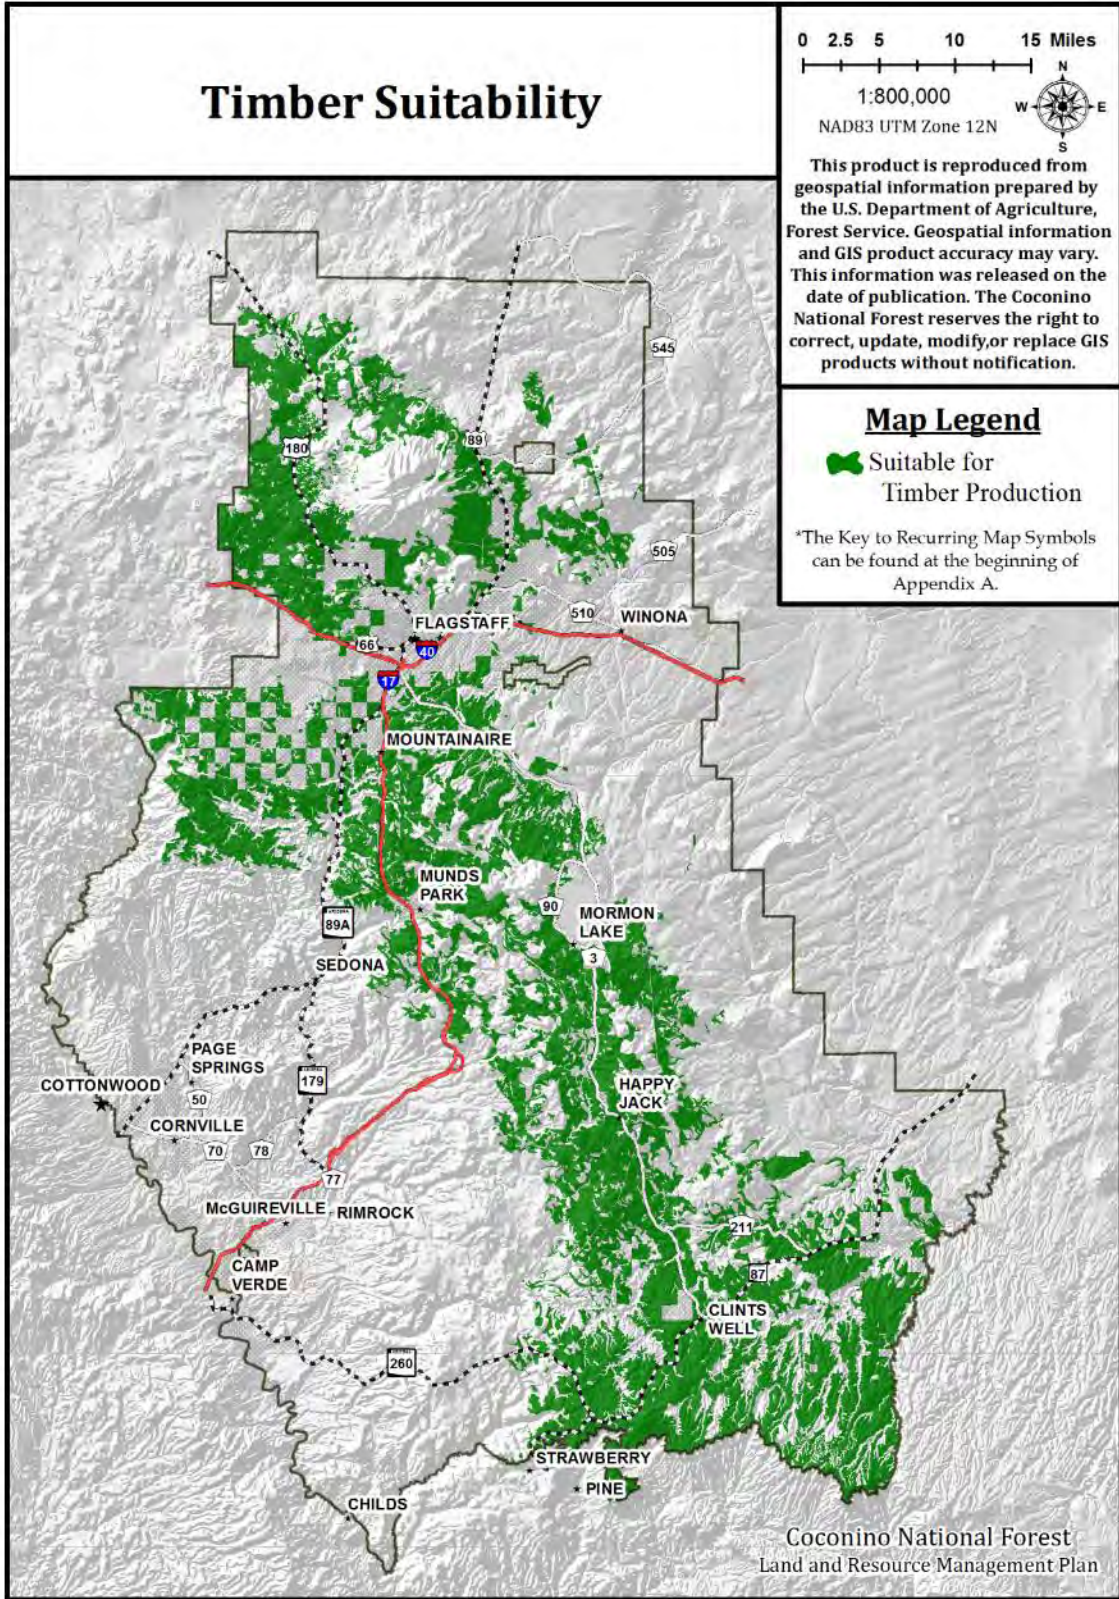 Timber Suitability
0 2.5 5 10 15 Miles
N
W E
S
1:800,000
NAD83 UTM Zone 12N
This product is reproduced from
geospatial information prepared by
the U.S. Department of Agriculture,
Forest Service. Geospatial information
and GIS product accuracy may vary.
This information was released on the
date of publication. The Coconino
National Forest reserves the right to
correct, update, modify,or replace GIS
products without notification.
Map Legend
Suitable for
Timber Production
*The Key to Recurring Map Symbols
can be found at the beginning of
Appendix A.
545
89
180
505
510
WINONA
FLAGSTAFF
66
40
17
MOUNTAINAIRE
MUNDS
PARK
90
MORMON
LAKE
89A
3
SEDONA
PAGE
SPRINGS
179
HAPPY
JACK
COTTONWOOD
50
CORNVILLE
70
78
77
McGUIREVILLE
RIMROCK
211
87
CAMP
VERDE
CLINTS
WELL
260
STRAWBERRY
PINE
CHILDS
Coconino National Forest
Land and Resource Management Plan